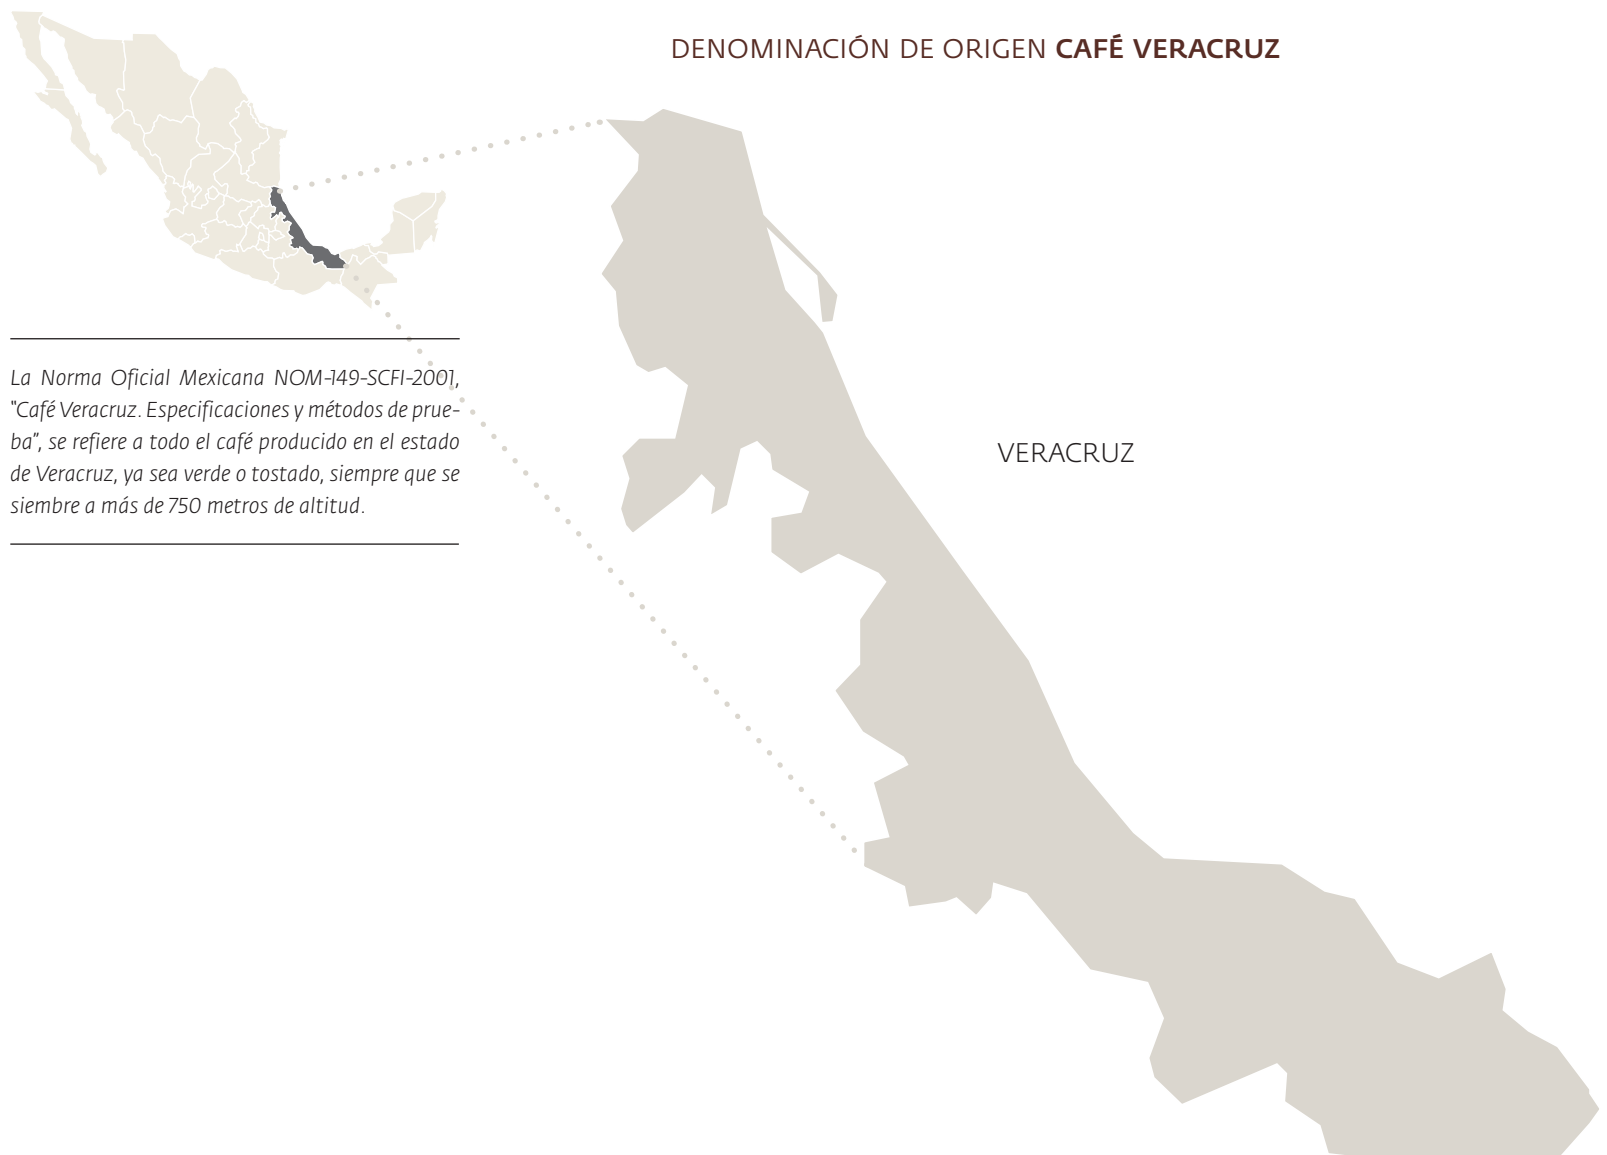 DENOMINACIÓN DE ORIGEN CAFÉ VERACRUZ
La Norma Oficial Mexicana NOM-149-SCFI-2001,
"Café Veracruz. Especificaciones y métodos de prue-
ba", se refiere a todo el café producido en el estado
de Veracruz, ya sea verde o tostado, siempre que se
siembre a más de 750 metros de altitud.
VERACRUZ